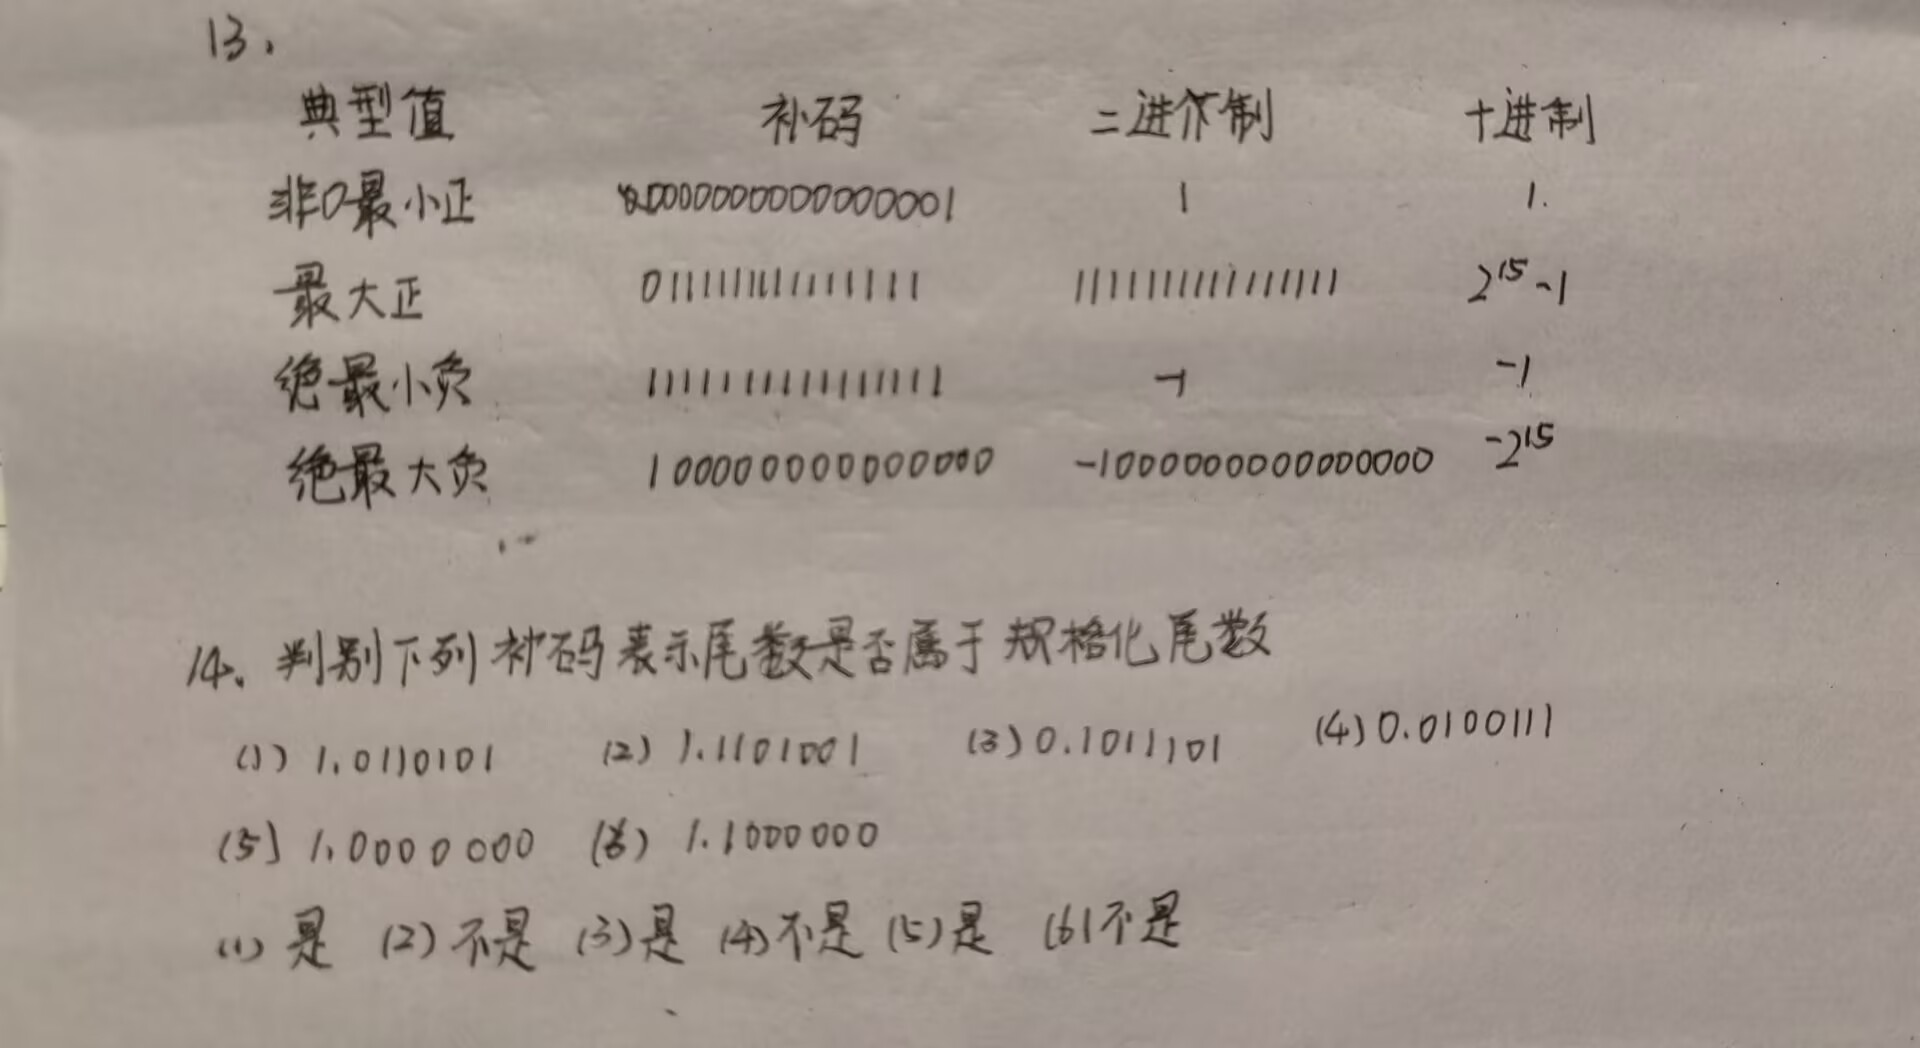 13.
典型值 补码 二进制 十进制
非0最小正 0000000000000001 1 1.
最大正 0111111111111111 111111111111111 2¹⁵-1
绝最小负 1111111111111111 -1 -1
绝最大负 1000000000000000 -1000000000000000 -2¹⁵
14. 判别下列补码表示尾数是否属于规格化尾数
(1) 1.0110101 (2) 1.1101001 (3) 0.1011101 (4) 0.0100111
(5) 1.0000000 (6) 1.1000000
(1) 是 (2) 不是 (3) 是 (4) 不是 (5) 是 (6) 不是